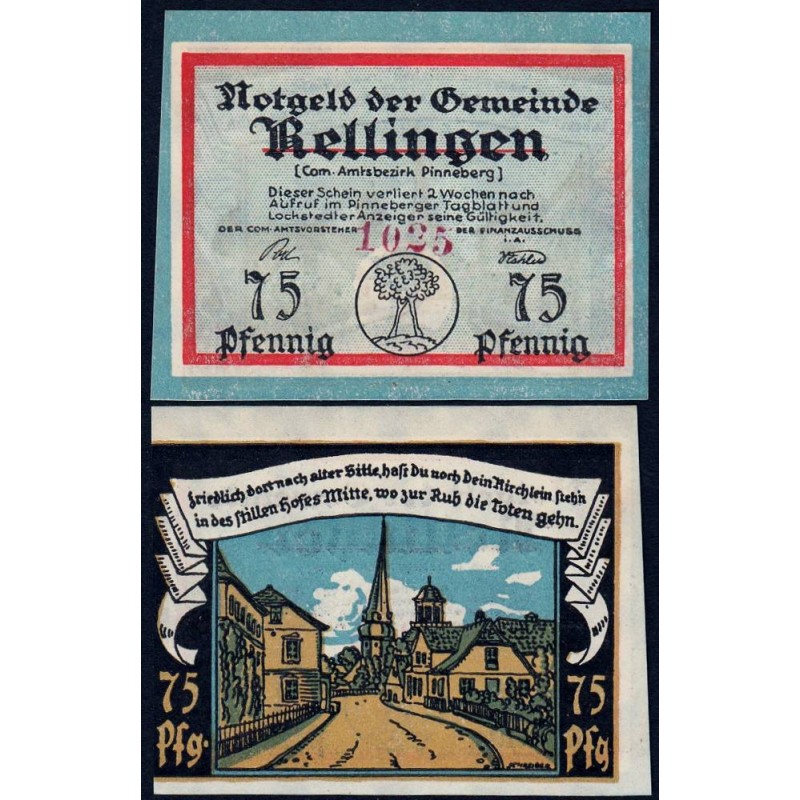 Notgeld der Gemeinde
Rellingen
[Com. Amtsbezirk Pinneberg]
Dieser Schein verliert 2 Wochen nach
Aufruf im Pinneberger Tagblatt und
Lockstedter Anzeiger seine Gültigkeit.
DER COM-AMTSVORSTEHER DER FINANZAUSSCHUSS
I.A.
1025
75 75
Pfennig Pfennig
Friedlich dort nach alter Sitte, hast Du noch Dein Kirchlein stehn
in des stillen Hofes Mitte, wo zur Ruh die Toten gehn.
75 75
Pfg. Pfg
SCHREIBER